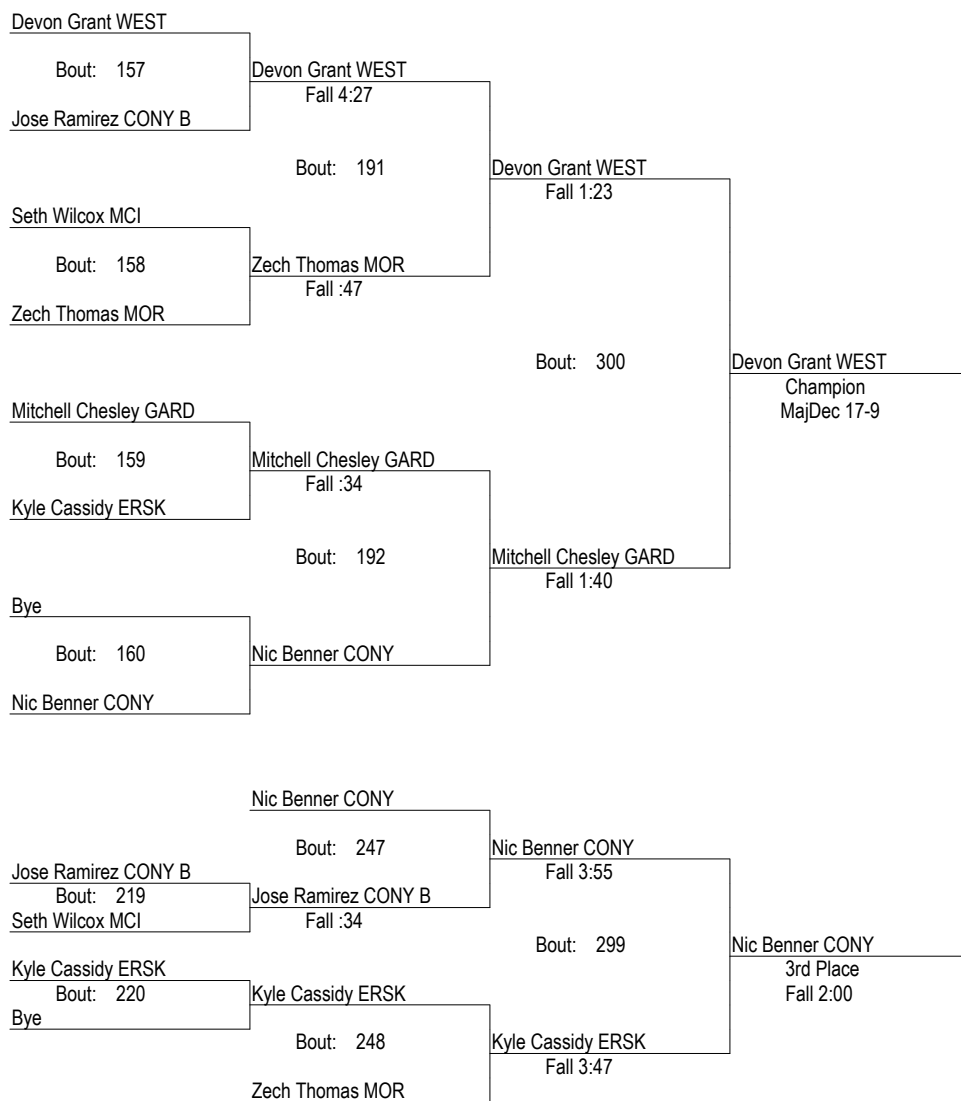 Devon Grant WEST
Bout: 157
Devon Grant WEST
Fall 4:27
Jose Ramirez CONY B
Bout: 191
Devon Grant WEST
Fall 1:23
Seth Wilcox MCI
Bout: 158
Zech Thomas MOR
Fall :47
Zech Thomas MOR
Bout: 300
Devon Grant WEST
Champion
MajDec 17-9
Mitchell Chesley GARD
Bout: 159
Mitchell Chesley GARD
Fall :34
Kyle Cassidy ERSK
Bout: 192
Mitchell Chesley GARD
Fall 1:40
Bye
Bout: 160
Nic Benner CONY
Nic Benner CONY
Nic Benner CONY
Bout: 247
Nic Benner CONY
Fall 3:55
Jose Ramirez CONY B
Bout: 219
Jose Ramirez CONY B
Seth Wilcox MCI
Fall :34
Bout: 299
Nic Benner CONY
3rd Place
Fall 2:00
Kyle Cassidy ERSK
Bout: 220
Kyle Cassidy ERSK
Bye
Bout: 248
Kyle Cassidy ERSK
Fall 3:47
Zech Thomas MOR